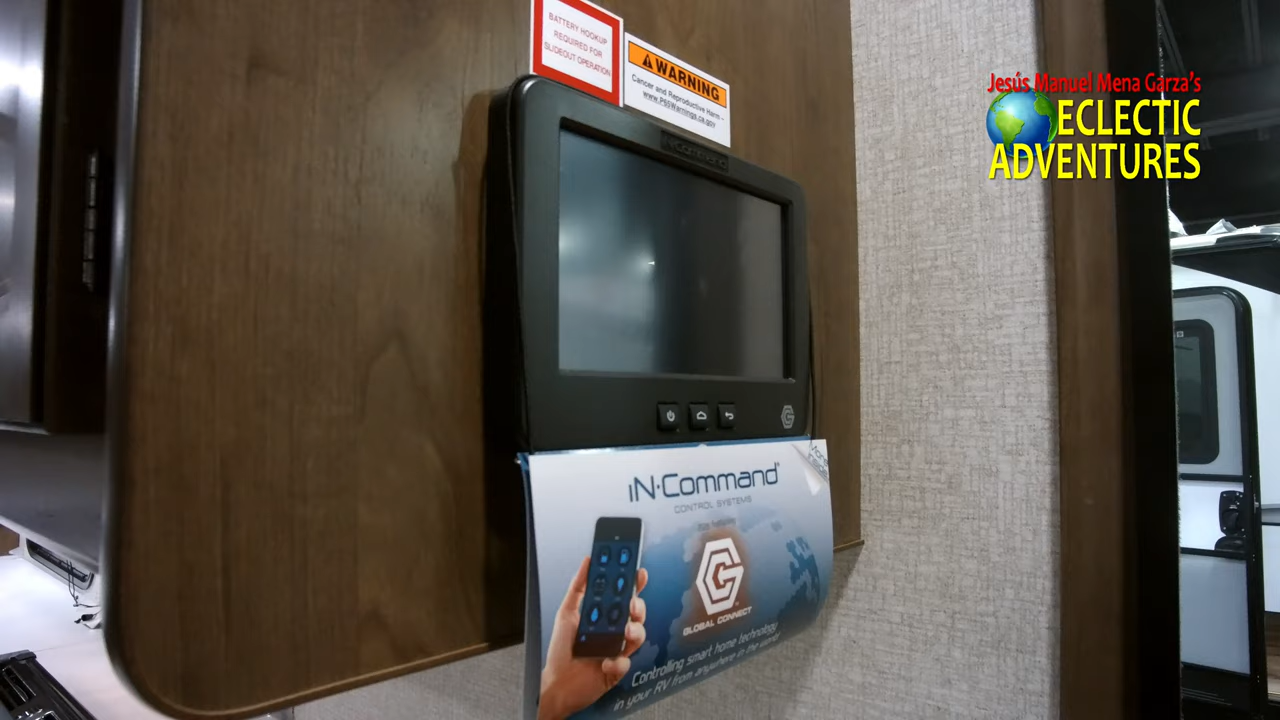 BATTERY HOOKUP
REQUIRED FOR
SLIDEOUT OPERATION
WARNING
Cancer and Reproductive Harm –
www.P65Warnings.ca.gov
iN·Command
Jesús Manuel Mena Garza's
ECLECTIC
ADVENTURES
iN·Command
CONTROL SYSTEMS
G
GLOBAL CONNECT
Controlling smart home technology
in your RV from anywhere in the world!